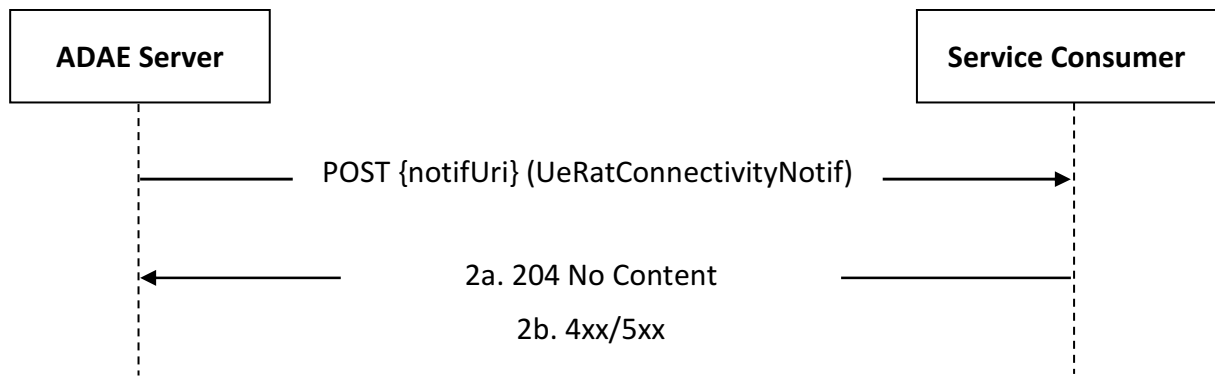 ADAE Server
Service Consumer
POST {notifUri} (UeRatConnectivityNotif)
2a. 204 No Content
2b. 4xx/5xx